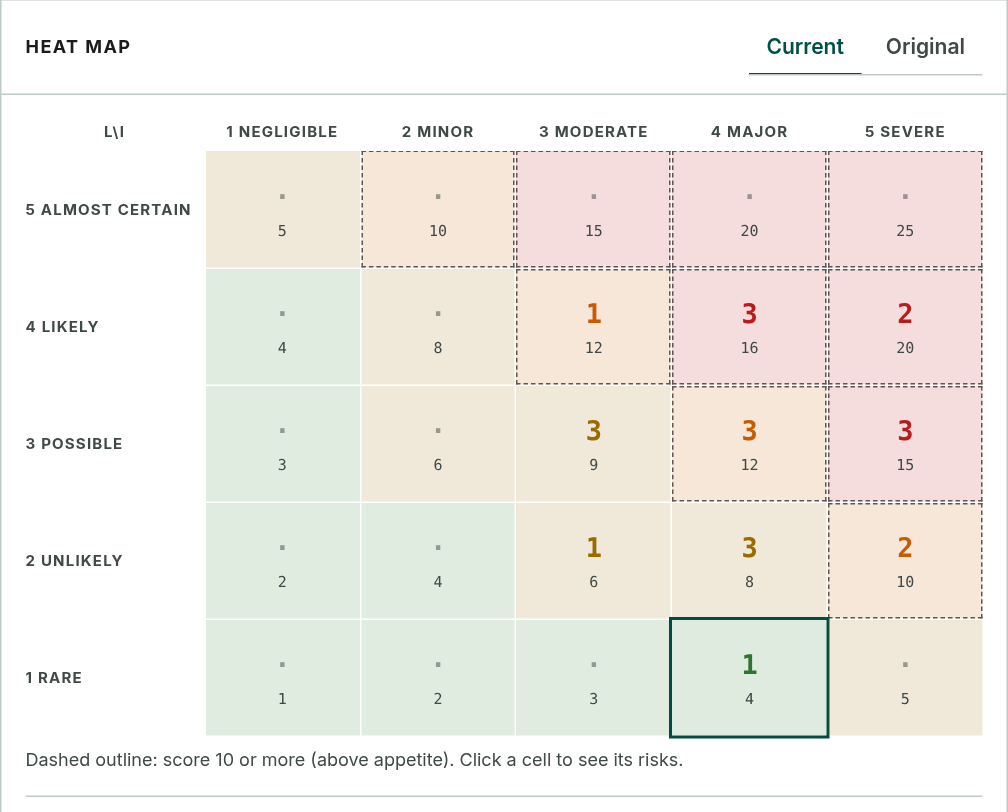 HEAT MAP Current Original
L\I 1 NEGLIGIBLE 2 MINOR 3 MODERATE 4 MAJOR 5 SEVERE
5 ALMOST CERTAIN
· · · · ·
5 10 15 20 25
4 LIKELY
· · 1 3 2
4 8 12 16 20
3 POSSIBLE
· · 3 3 3
3 6 9 12 15
2 UNLIKELY
· · 1 3 2
2 4 6 8 10
1 RARE
· · · 1 ·
1 2 3 4 5
Dashed outline: score 10 or more (above appetite). Click a cell to see its risks.